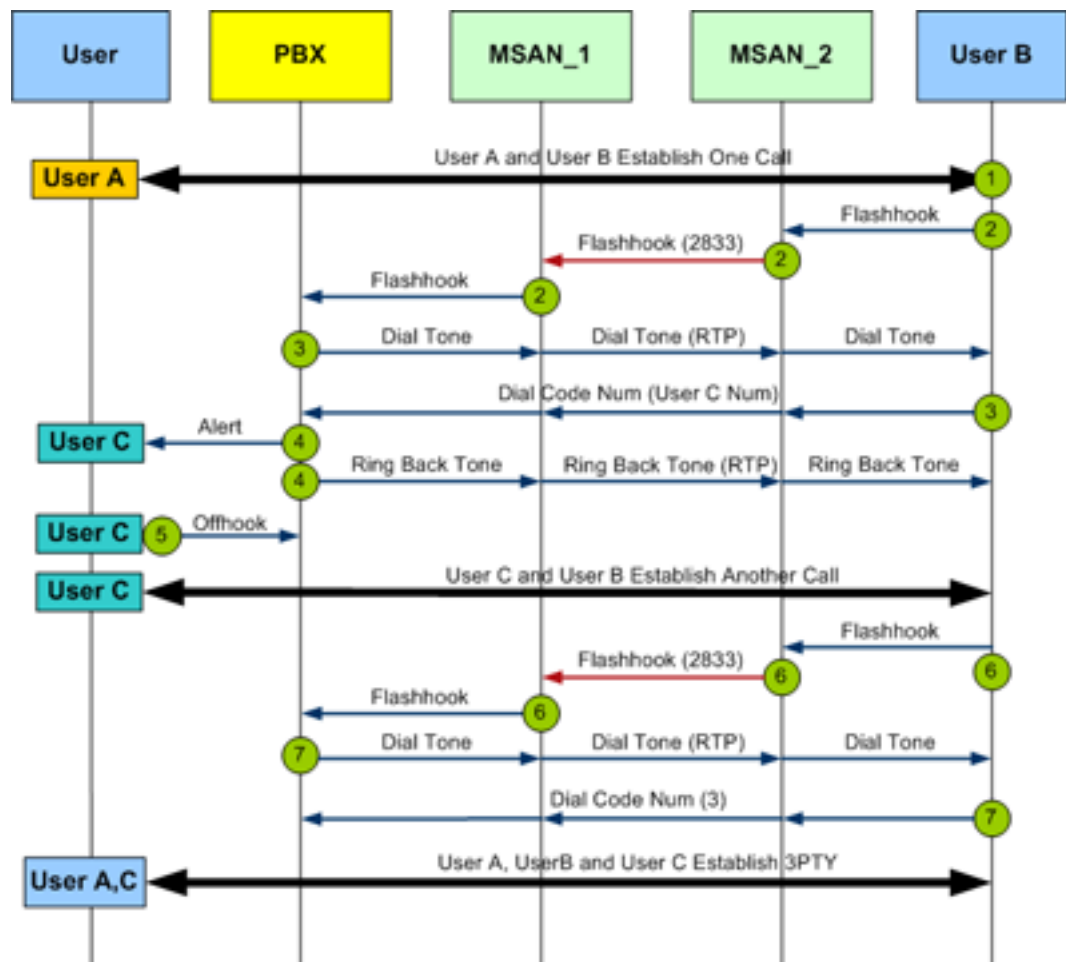 User PBX MSAN_1 MSAN_2 User B
User A and User B Establish One Call
User A
1
Flashhook
2
Flashhook (2833)
2
Flashhook
2
3
Dial Tone Dial Tone (RTP) Dial Tone
Dial Code Num (User C Num)
3
User C
Alert
4
4
Ring Back Tone Ring Back Tone (RTP) Ring Back Tone
User C
5
Offhook
User C
User C and User B Establish Another Call
Flashhook
6
Flashhook (2833)
6
Flashhook
6
7
Dial Tone Dial Tone (RTP) Dial Tone
Dial Code Num (3)
7
User A, UserB and User C Establish 3PTY
User A,C